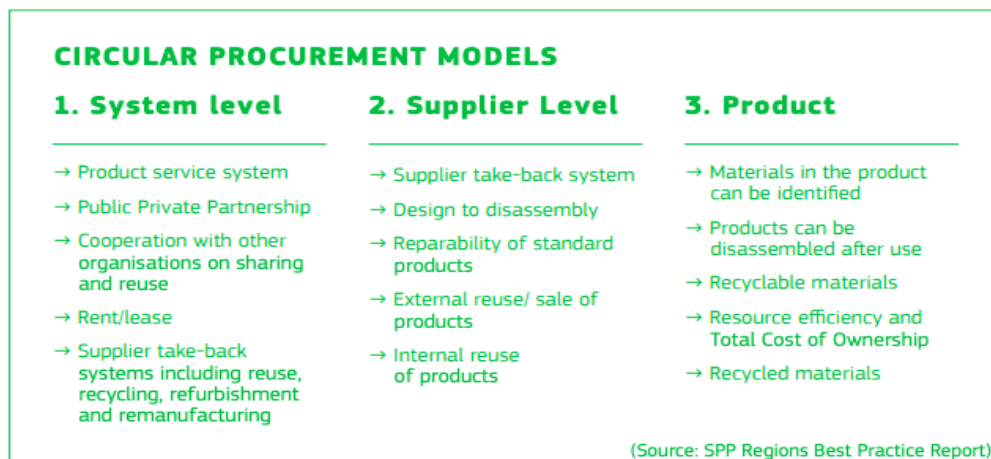 CIRCULAR PROCUREMENT MODELS
1. System level
→ Product service system
→ Public Private Partnership
→ Cooperation with other
organisations on sharing
and reuse
→ Rent/lease
→ Supplier take-back
systems including reuse,
recycling, refurbishment
and remanufacturing
2. Supplier Level
→ Supplier take-back system
→ Design to disassembly
→ Reparability of standard
products
→ External reuse/ sale of
products
→ Internal reuse
of products
3. Product
→ Materials in the product
can be identified
→ Products can be
disassembled after use
→ Recyclable materials
→ Resource efficiency and
Total Cost of Ownership
→ Recycled materials
(Source: SPP Regions Best Practice Report)